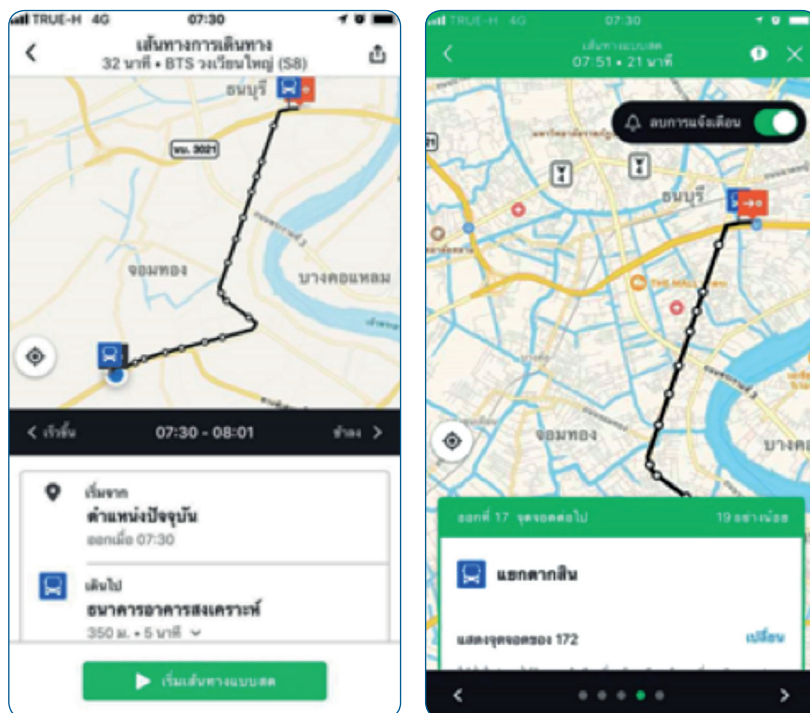 TRUE-H 4G 07:30
เส้นทางการเดินทาง
32 นาที • BTS วงเวียนใหญ่ (S8)
ธนบุรี
นบ. 3021
จอมทอง
บางคอแหลม
< เร็วขึ้น 07:30 - 08:01 ช้าลง >
เริ่มจาก
ตำแหน่งปัจจุบัน
ออกเมื่อ 07:30
เดินไป
ธนาคารอาคารสงเคราะห์
350 ม. • 5 นาที
เริ่มเส้นทางแบบสด
TRUE-H 4G 07:30
เส้นทางแบบสด
07:51 • 21 นาที
ลบการแจ้งเตือน
ธนบุรี
THE MALL
จอมทอง
บางคอ
ออกที่ 17 จุดจอดต่อไป 19 อย่างน้อย
แยกตากสิน
แสดงจุดจอดของ 172 เปลี่ยน